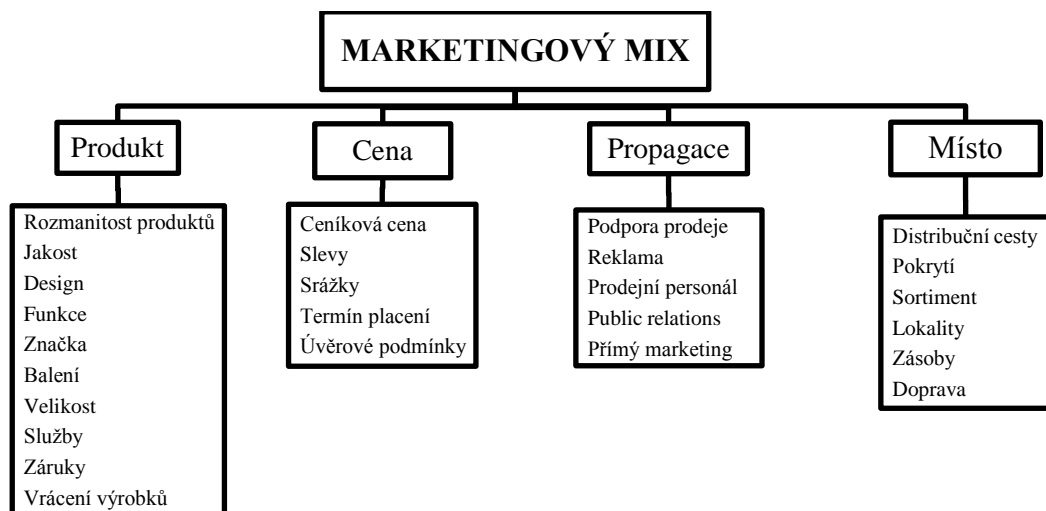 MARKETINGOVÝ MIX
Produkt
Cena
Propagace
Místo
Rozmanitost produktů
Jakost
Design
Funkce
Značka
Balení
Velikost
Služby
Záruky
Vrácení výrobků
Ceníková cena
Slevy
Srážky
Termín placení
Úvěrové podmínky
Podpora prodeje
Reklama
Prodejní personál
Public relations
Přímý marketing
Distribuční cesty
Pokrytí
Sortiment
Lokality
Zásoby
Doprava